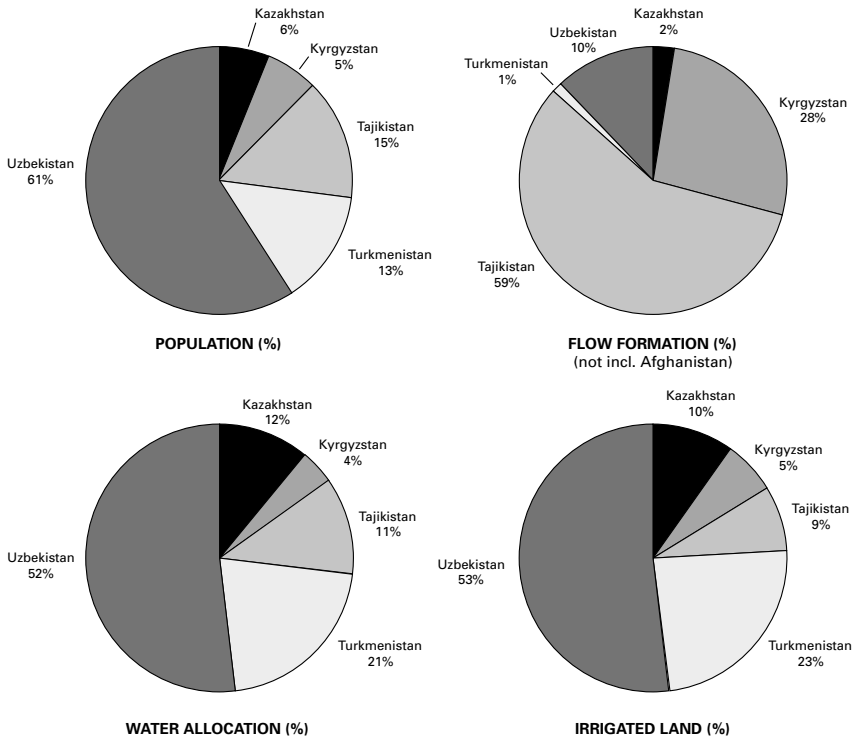 Kazakhstan
6%
Kyrgyzstan
5%
Tajikistan
15%
Turkmenistan
13%
Uzbekistan
61%
POPULATION (%)
Kazakhstan
2%
Kyrgyzstan
28%
Tajikistan
59%
Turkmenistan
1%
Uzbekistan
10%
FLOW FORMATION (%)
(not incl. Afghanistan)
Kazakhstan
12%
Kyrgyzstan
4%
Tajikistan
11%
Turkmenistan
21%
Uzbekistan
52%
WATER ALLOCATION (%)
Kazakhstan
10%
Kyrgyzstan
5%
Tajikistan
9%
Turkmenistan
23%
Uzbekistan
53%
IRRIGATED LAND (%)